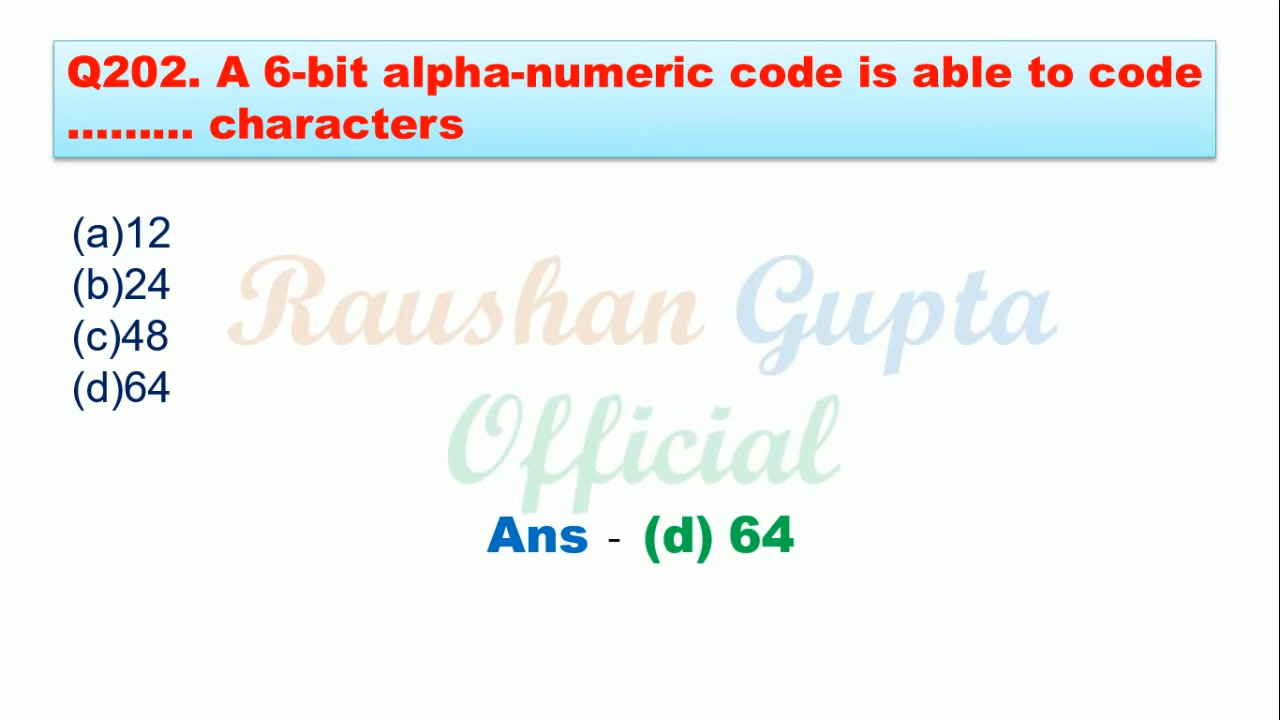 Q202. A 6-bit alpha-numeric code is able to code
......... characters
(a)12
(b)24
(c)48
(d)64
Raushan Gupta
Official
Ans - (d) 64